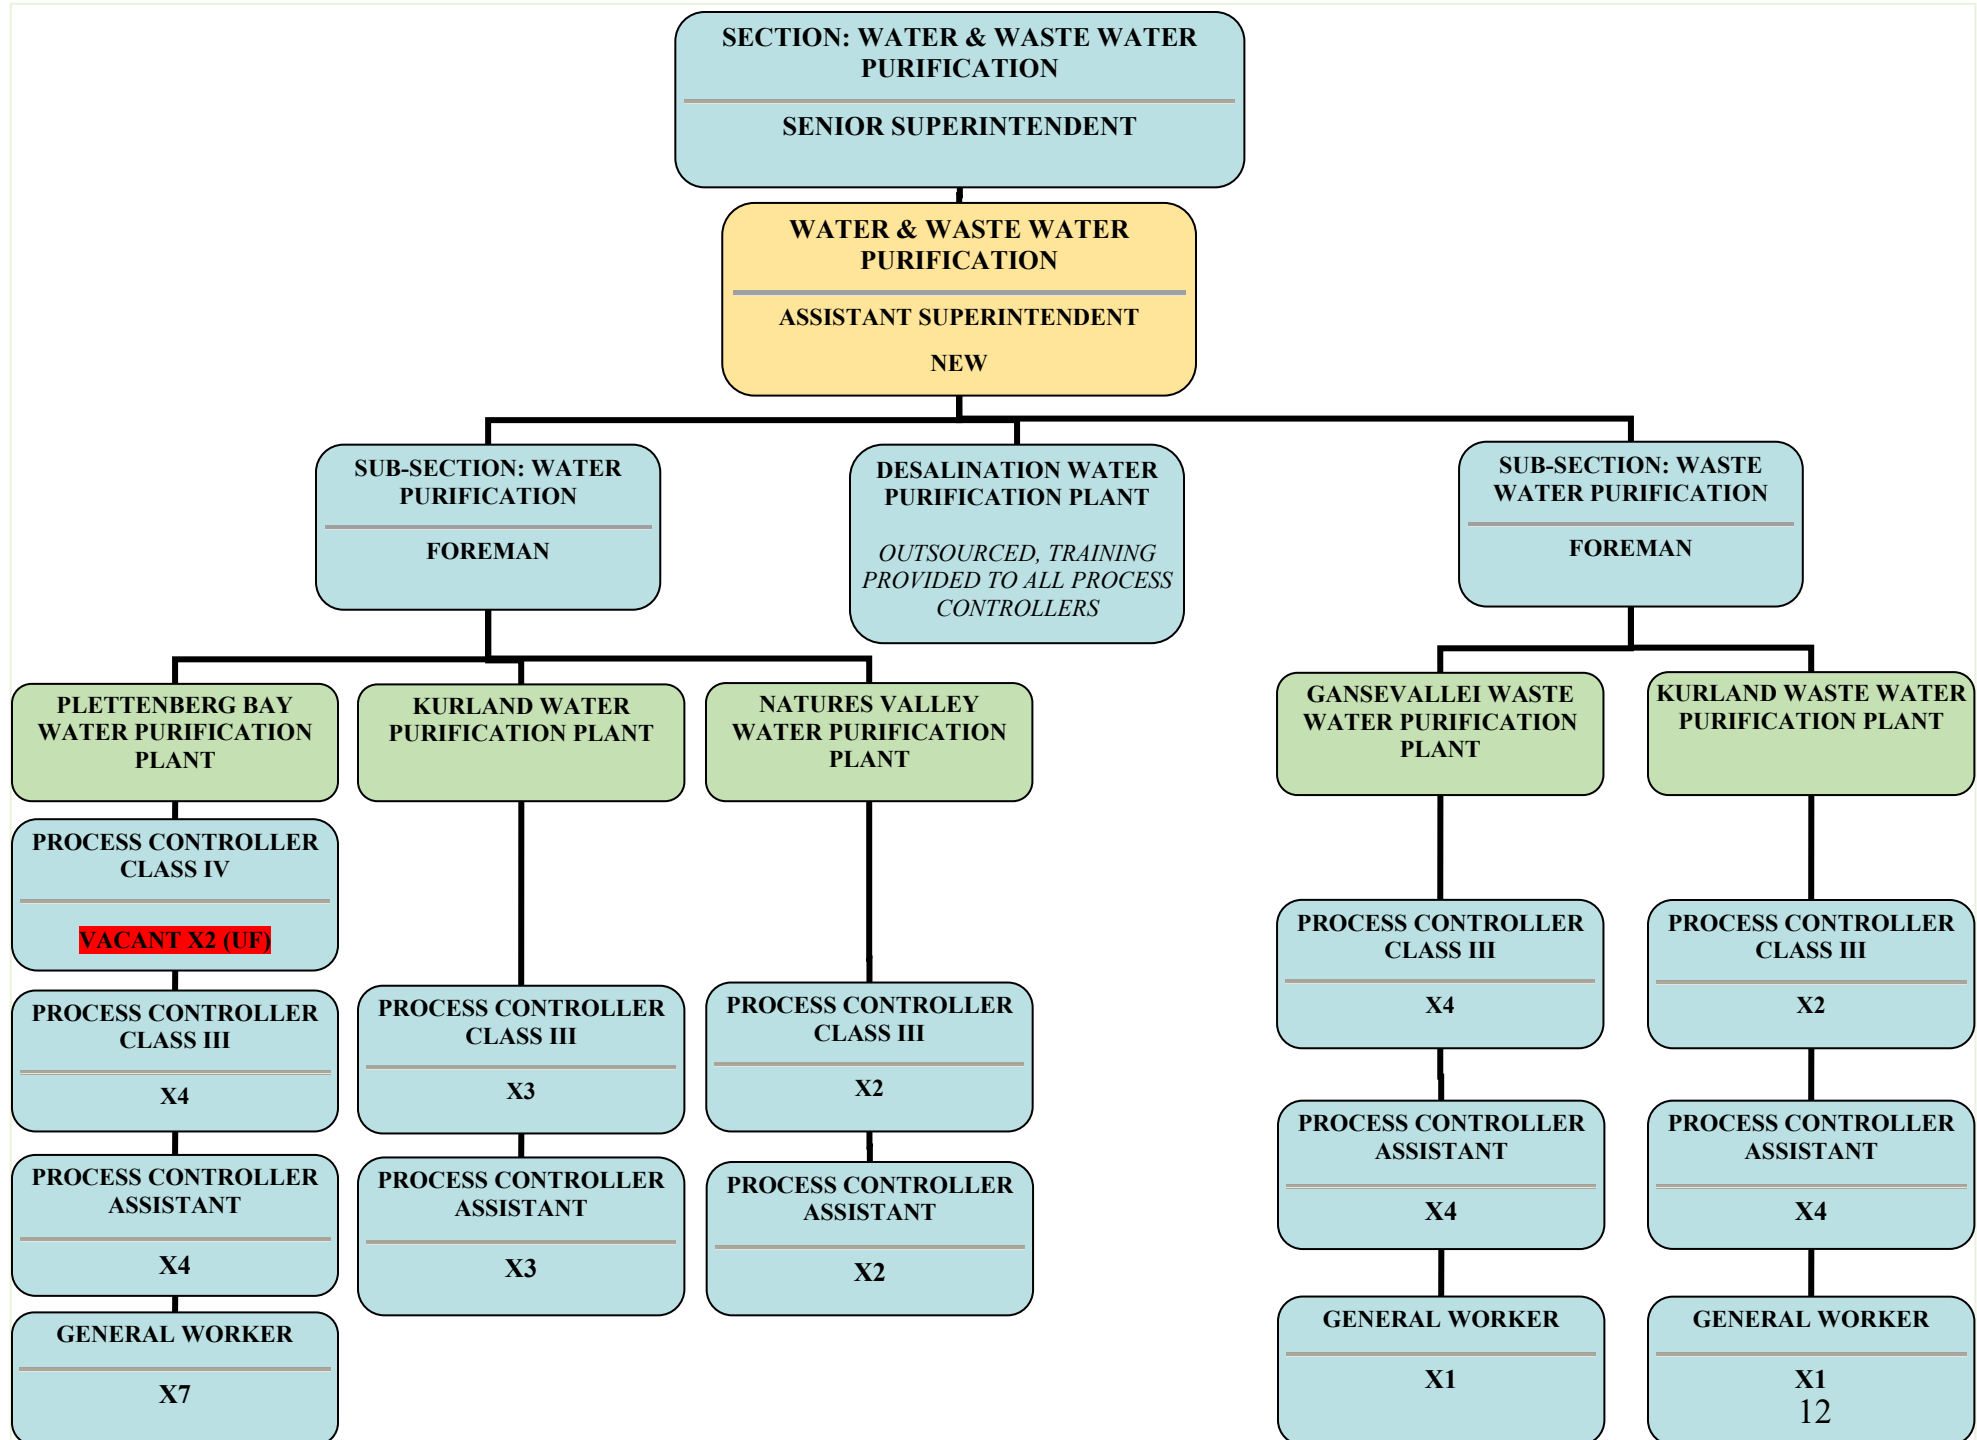 SECTION: WATER & WASTE WATER
PURIFICATION
SENIOR SUPERINTENDENT
WATER & WASTE WATER
PURIFICATION
ASSISTANT SUPERINTENDENT
NEW
SUB-SECTION: WATER
PURIFICATION
FOREMAN
DESALINATION WATER
PURIFICATION PLANT
OUTSOURCED, TRAINING
PROVIDED TO ALL PROCESS
CONTROLLERS
SUB-SECTION: WASTE
WATER PURIFICATION
FOREMAN
PLETTENBERG BAY
WATER PURIFICATION
PLANT
PROCESS CONTROLLER
CLASS IV
VACANT X2 (UF)
PROCESS CONTROLLER
CLASS III
X4
PROCESS CONTROLLER
ASSISTANT
X4
GENERAL WORKER
X7
KURLAND WATER
PURIFICATION PLANT
PROCESS CONTROLLER
CLASS III
X3
PROCESS CONTROLLER
ASSISTANT
X3
NATURES VALLEY
WATER PURIFICATION
PLANT
PROCESS CONTROLLER
CLASS III
X2
PROCESS CONTROLLER
ASSISTANT
X2
GANSEVALLEI WASTE
WATER PURIFICATION
PLANT
PROCESS CONTROLLER
CLASS III
X4
PROCESS CONTROLLER
ASSISTANT
X4
GENERAL WORKER
X1
KURLAND WASTE WATER
PURIFICATION PLANT
PROCESS CONTROLLER
CLASS III
X2
PROCESS CONTROLLER
ASSISTANT
X4
GENERAL WORKER
X1
12